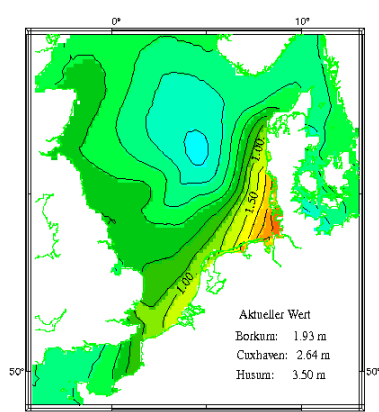 0° 10°
1.00
1.50
1.00
Aktueller Wert
Borkum: 1.93 m
Cuxhaven: 2.64 m
Husum: 3.50 m
50° 50°